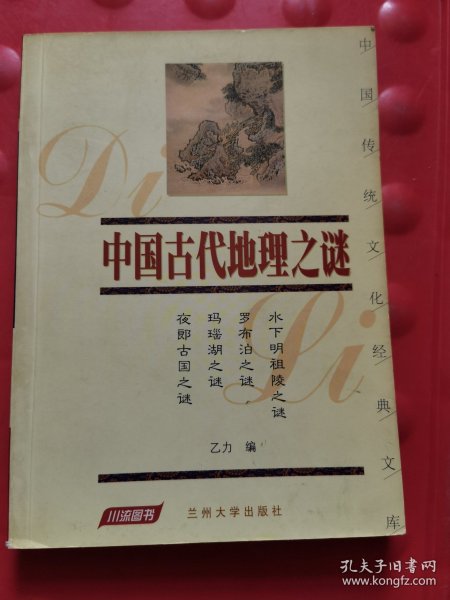 中国传统文化经典文库
Di
中国古代地理之谜
Li
水下明祖陵之谜
罗布泊之谜
玛瑙湖之谜
夜郎古国之谜
乙力 编
川流图书
兰州大学出版社
孔夫子旧书网
www.kongfz.com